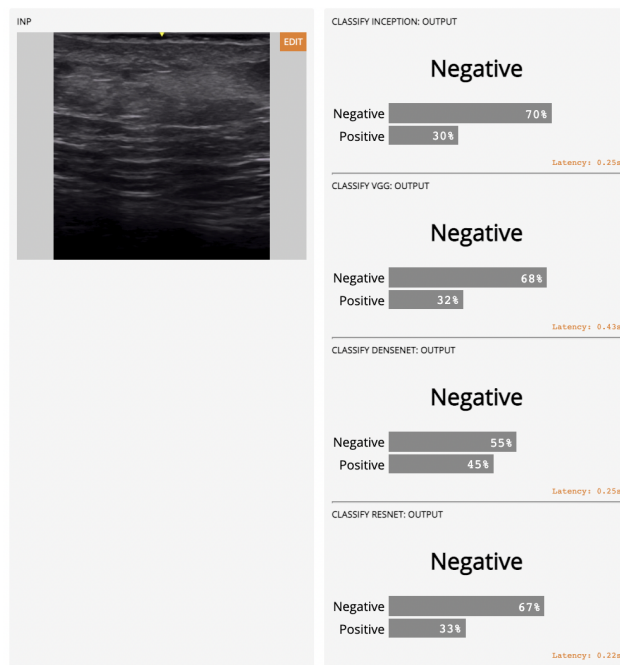 INP
EDIT
CLASSIFY INCEPTION: OUTPUT
Negative
Negative 70%
Positive 30%
Latency: 0.25s
CLASSIFY VGG: OUTPUT
Negative
Negative 68%
Positive 32%
Latency: 0.43s
CLASSIFY DENSENET: OUTPUT
Negative
Negative 55%
Positive 45%
Latency: 0.25s
CLASSIFY RESNET: OUTPUT
Negative
Negative 67%
Positive 33%
Latency: 0.22s